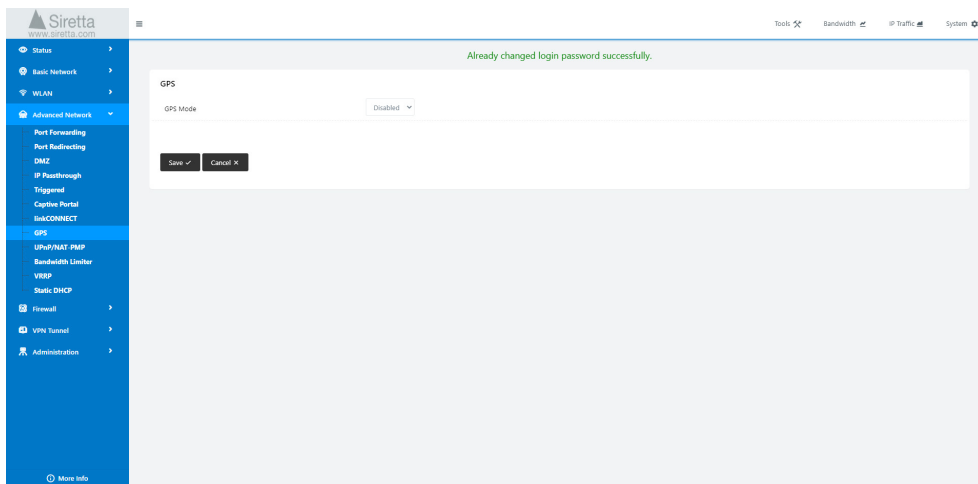 Siretta
www.siretta.com
Tools
Bandwidth
IP Traffic
System
Status
Basic Network
WLAN
Advanced Network
Port Forwarding
Port Redirecting
DMZ
IP Passthrough
Triggered
Captive Portal
linkCONNECT
GPS
UPnP/NAT-PMP
Bandwidth Limiter
VRRP
Static DHCP
Firewall
VPN Tunnel
Administration
More Info
Already changed login password successfully.
GPS
GPS Mode
Disabled
Save
Cancel